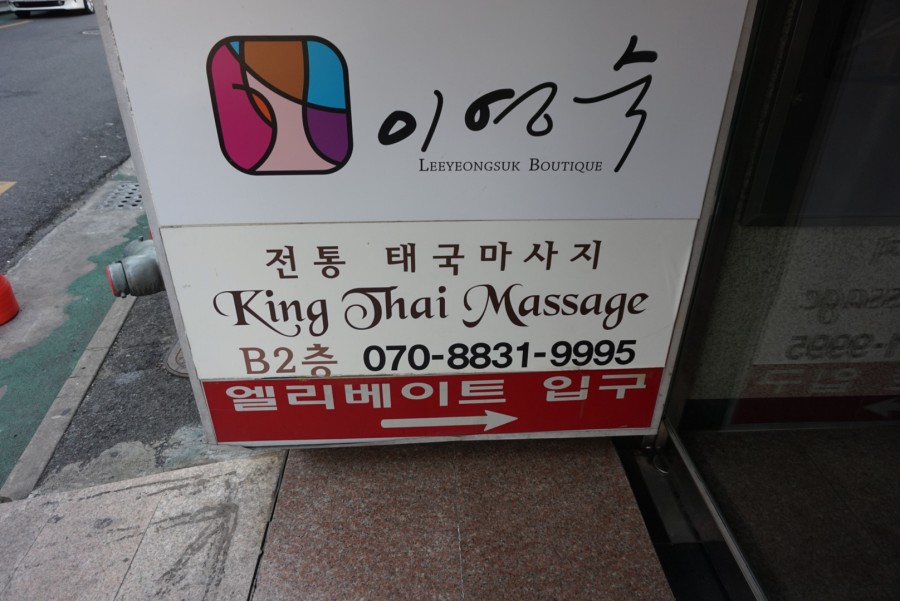 이영숙
LEEYEONGSUK BOUTIQUE
전통 태국마사지
King Thai Massage
B2층 070-8831-9995
엘리베이트 입구